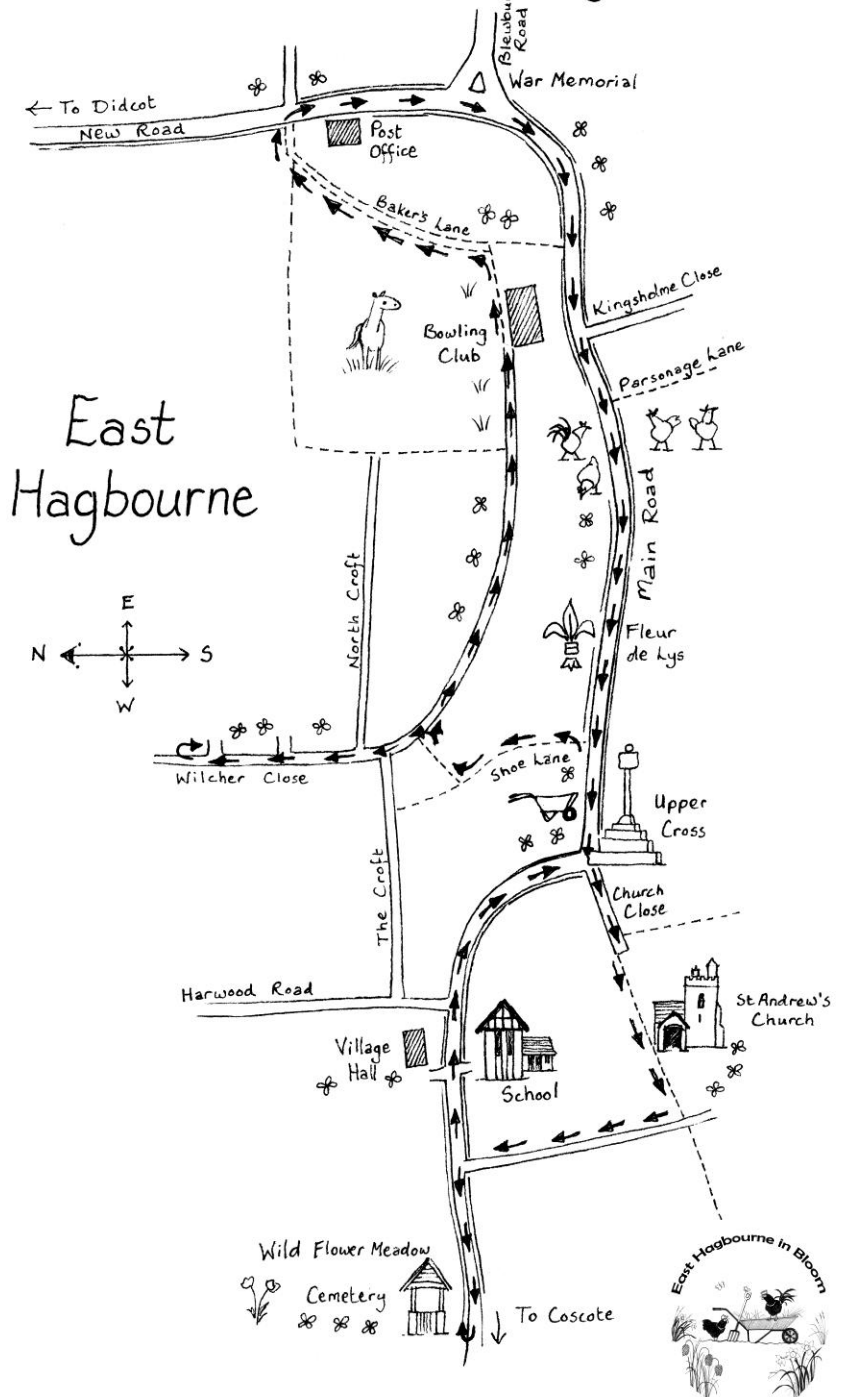 Road
War Memorial
← To Didcot
New Road
Post
Office
Baker's Lane
Kingsholme Close
Bowling
Club
Parsonage Lane
East
Hagbourne
Main Road
North Croft
E
N
S
W
Fleur
de Lys
Shoe Lane
Wilcher Close
Upper
Cross
The Croft
Church
Close
Harwood Road
St Andrew's
Church
Village
Hall
School
Wild Flower Meadow
Cemetery
To Coscote
East Hagbourne in Bloom